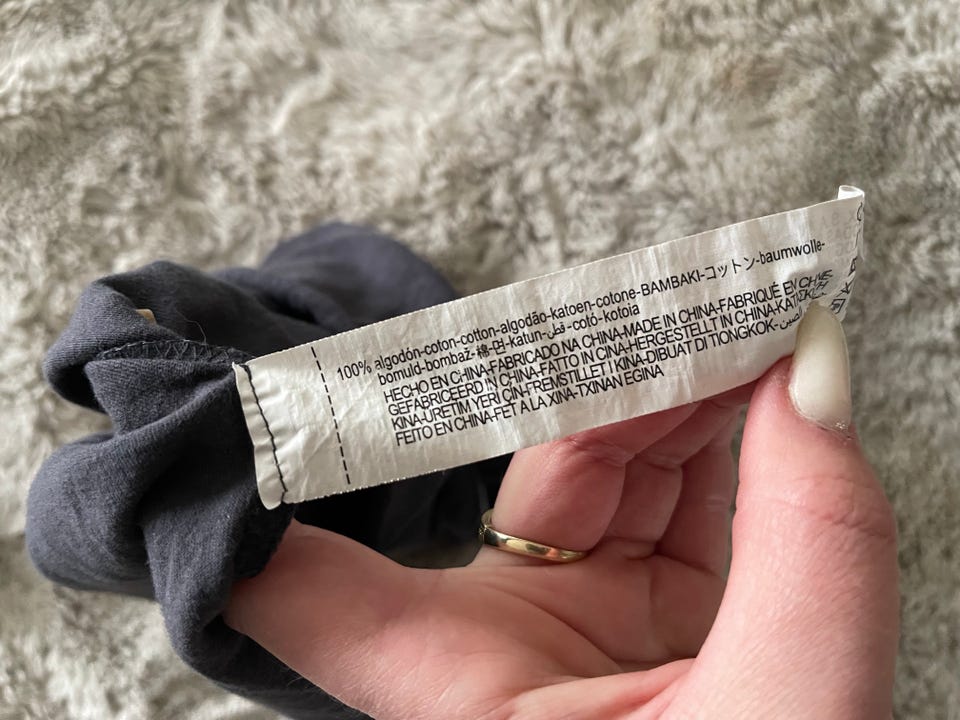 100% algodón-coton-cotton-algodão-katoen-cotone-BAMBAKI-コットン-baumwolle-
bomuld-bombaž-棉-면-katun-قطن-cotó-kotoia
HECHO EN CHINA-FABRICADO NA CHINA-MADE IN CHINA-FABRIQUÉ EN
GEFABRICEERD IN CHINA-FATTO IN CINA-HERGESTELLT IN CHINA-
KINA-ÜRETIM YERI ÇIN-FREMSTILLET I KINA-DIBUAT DI TIONGKOK-
FEITO EN CHINA-FET A LA XINA-TXINAN EGINA